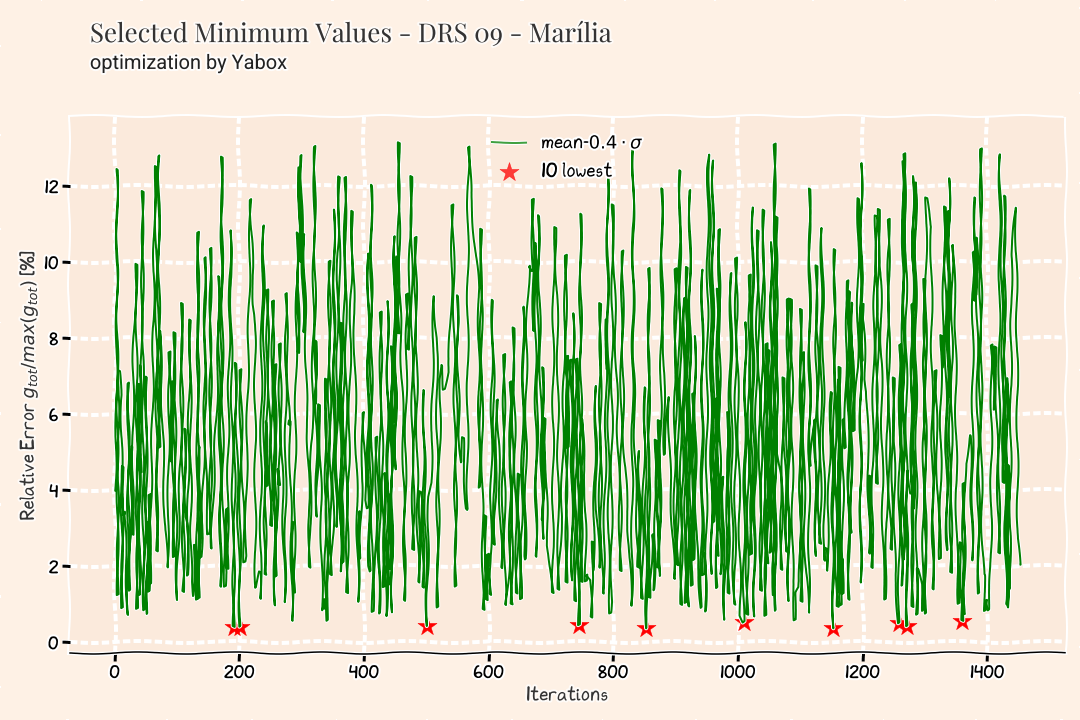 Selected Minimum Values - DRS 09 - Marília
optimization by Yabox
mean-0.4 · σ
10 lowest
Relative Error g_tot/max(g_tot) [%]
12
10
8
6
4
2
0
0 200 400 600 800 1000 1200 1400
Iterations